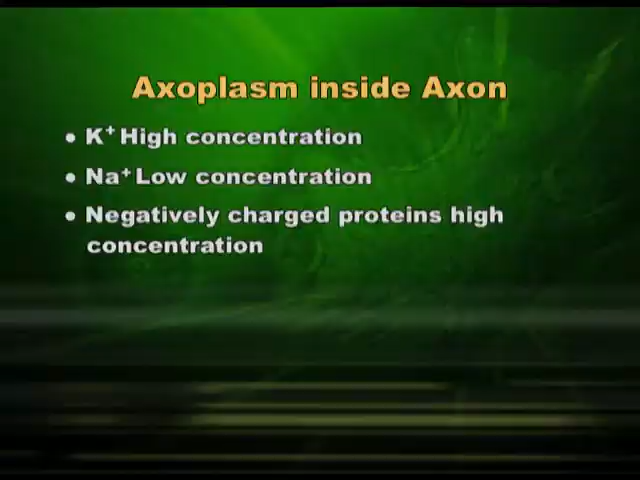 Axoplasm inside Axon
• K⁺ High concentration
• Na⁺ Low concentration
• Negatively charged proteins high
concentration